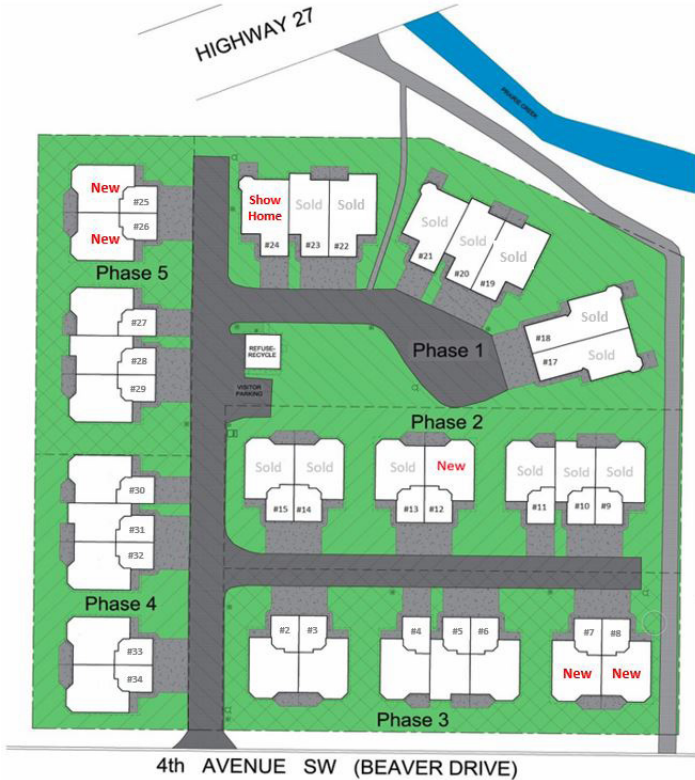 HIGHWAY 27
PRAIRIE CREEK
New
#25
New
#26
Phase 5
Show
Home
#24
Sold
#23
Sold
#22
Sold
#21
Sold
#20
Sold
#19
Sold
#18
Sold
#17
Phase 1
#27
#28
#29
REFUSE-
RECYCLE
VISITOR
PARKING
Phase 2
Sold
Sold
Sold
New
Sold
Sold
Sold
#15
#14
#13
#12
#11
#10
#9
#30
#31
#32
Phase 4
#33
#34
#2
#3
#4
#5
#6
#7
#8
New
New
Phase 3
4th AVENUE SW (BEAVER DRIVE)